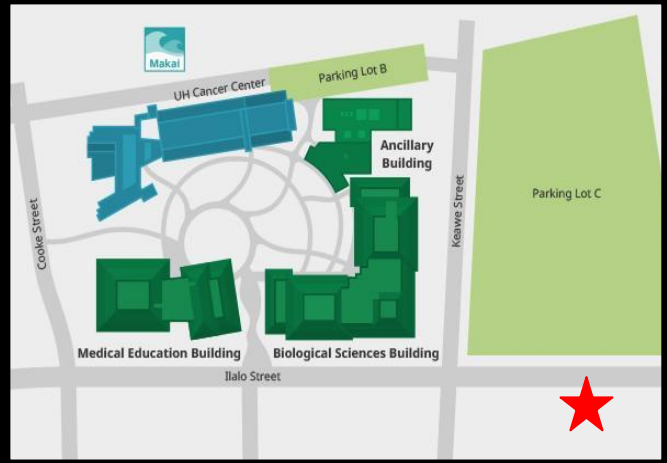 Makai
UH Cancer Center
Parking Lot B
Ancillary
Building
Cooke Street
Keawe Street
Parking Lot C
Medical Education Building
Biological Sciences Building
Ilalo Street